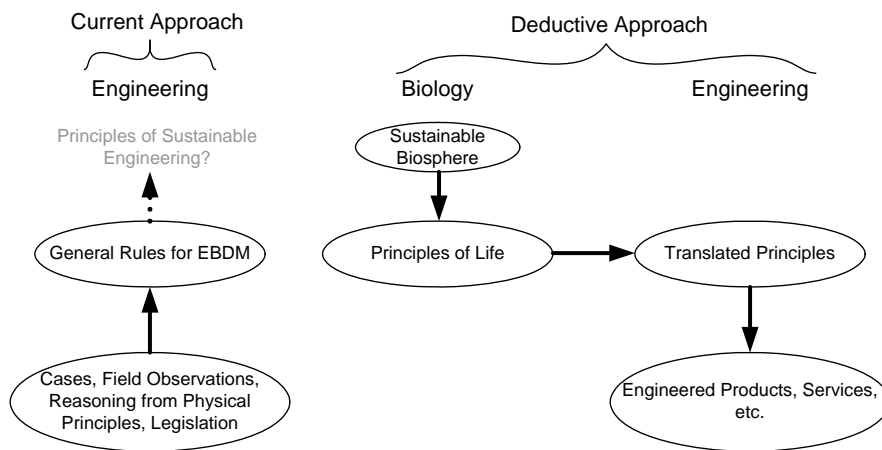 Current Approach
Engineering
Principles of Sustainable
Engineering?
General Rules for EBDM
Cases, Field Observations,
Reasoning from Physical
Principles, Legislation
Deductive Approach
Biology
Engineering
Sustainable
Biosphere
Principles of Life
Translated Principles
Engineered Products, Services,
etc.